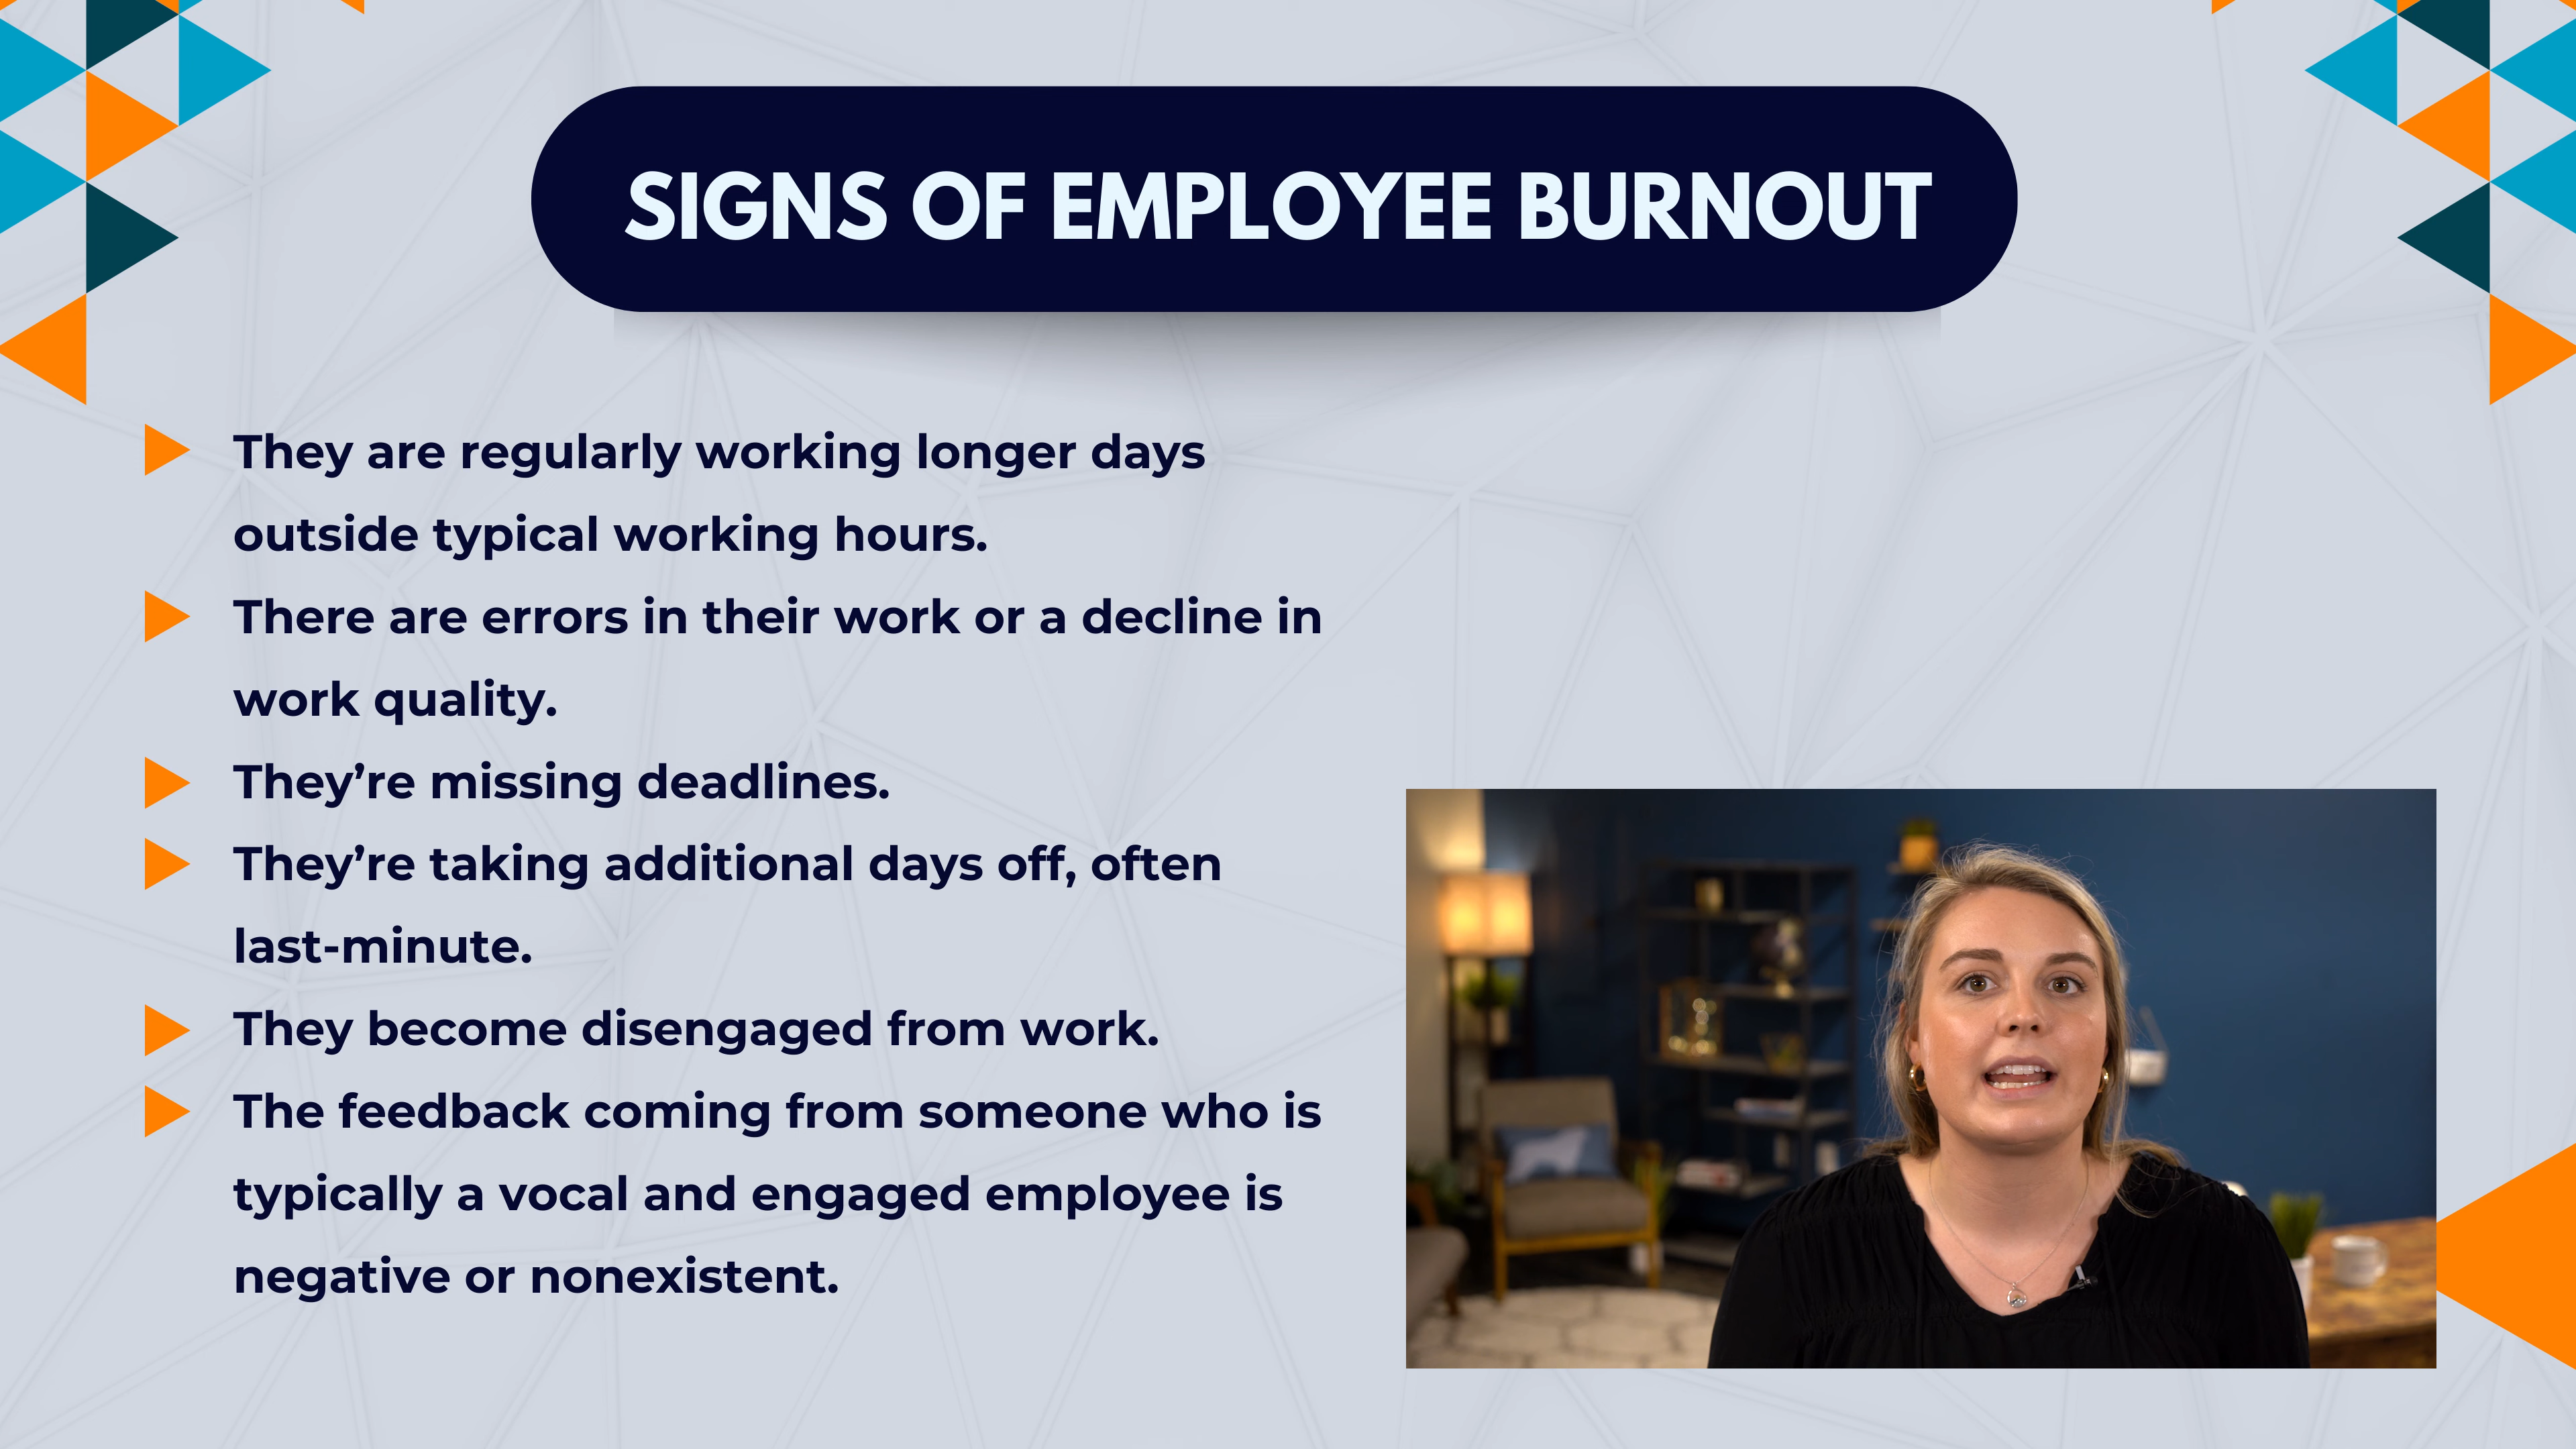 SIGNS OF EMPLOYEE BURNOUT
They are regularly working longer days
outside typical working hours.
There are errors in their work or a decline in
work quality.
They’re missing deadlines.
They’re taking additional days off, often
last-minute.
They become disengaged from work.
The feedback coming from someone who is
typically a vocal and engaged employee is
negative or nonexistent.